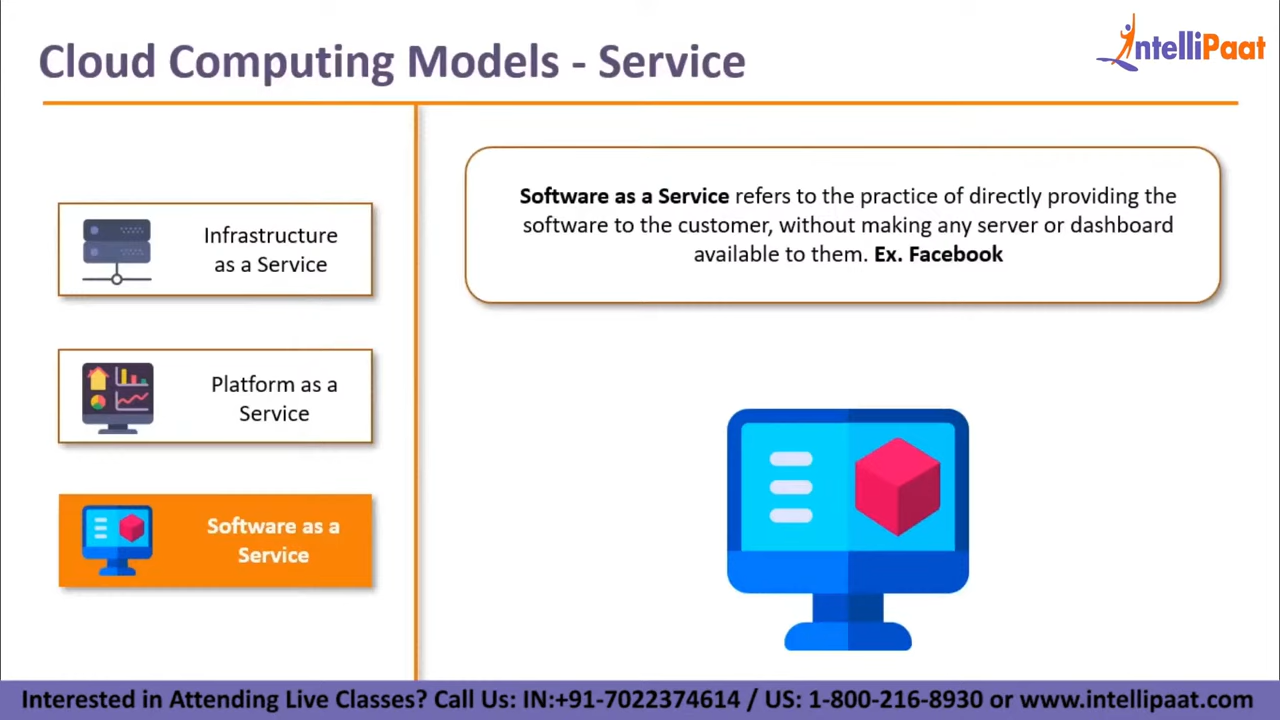 Cloud Computing Models - Service
IntelliPaat
Infrastructure
as a Service
Platform as a
Service
Software as a
Service
Software as a Service refers to the practice of directly providing the
software to the customer, without making any server or dashboard
available to them. Ex. Facebook
Interested in Attending Live Classes? Call Us: IN:+91-7022374614 / US: 1-800-216-8930 or www.intellipaat.com